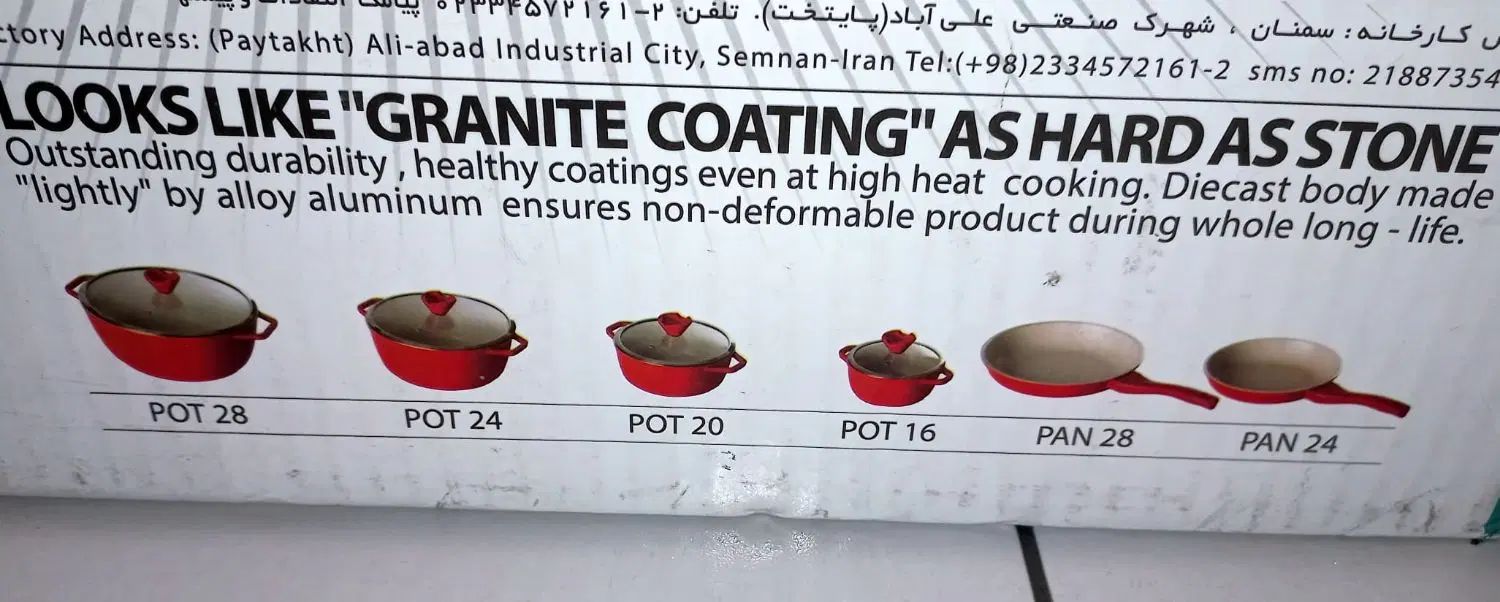 کارخانه: سمنان ، شهرک صنعتی علی آباد(پایتخت). تلفن: ۲-۰۲۳۳۴۵۷۲۱۶۱
ctory Address: (Paytakht) Ali-abad Industrial City, Semnan-Iran Tel:(+98)2334572161-2 sms no: 21887354
LOOKS LIKE "GRANITE COATING" AS HARD AS STONE
Outstanding durability , healthy coatings even at high heat cooking. Diecast body made
"lightly" by alloy aluminum ensures non-deformable product during whole long - life.
POT 28 POT 24 POT 20 POT 16 PAN 28 PAN 24